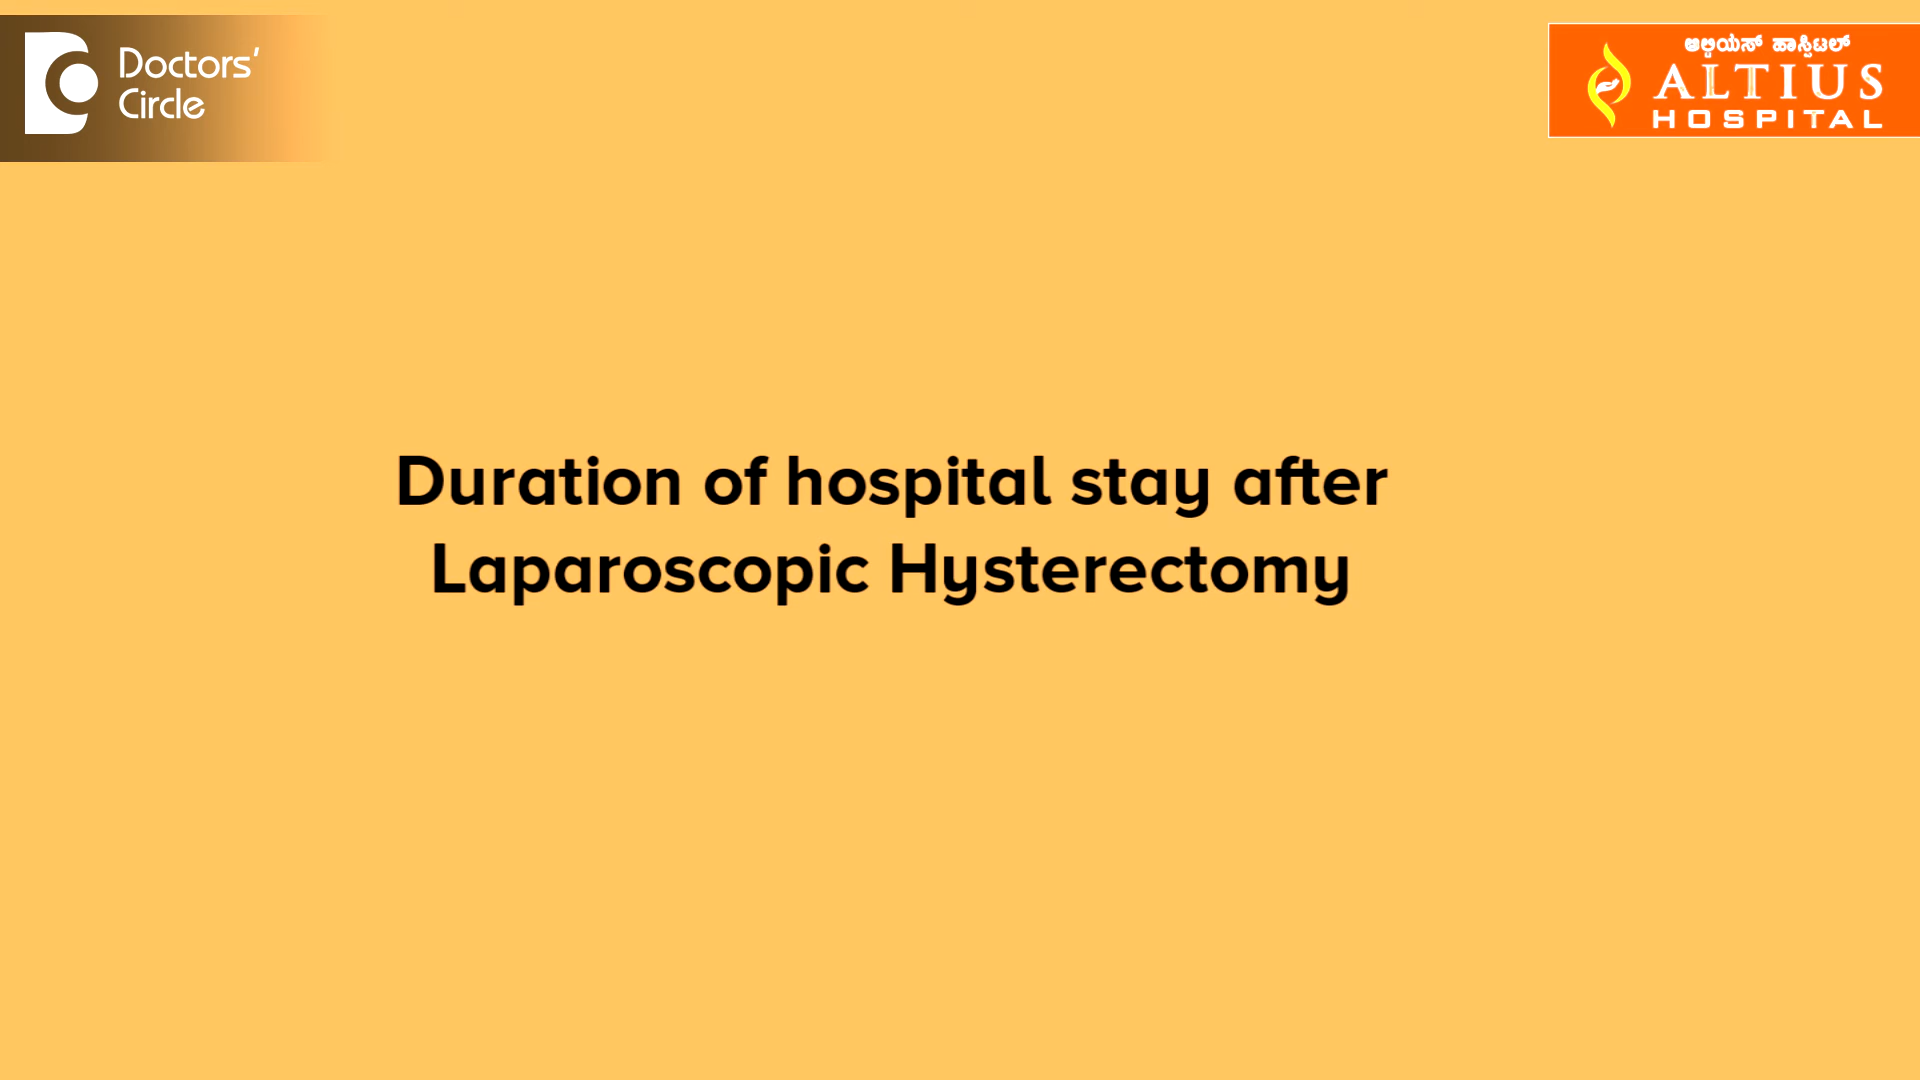 Doctors'
Circle
ಆಲ್ಟಿಯಸ್ ಹಾಸ್ಪಿಟಲ್
ALTIUS
HOSPITAL
Duration of hospital stay after
Laparoscopic Hysterectomy